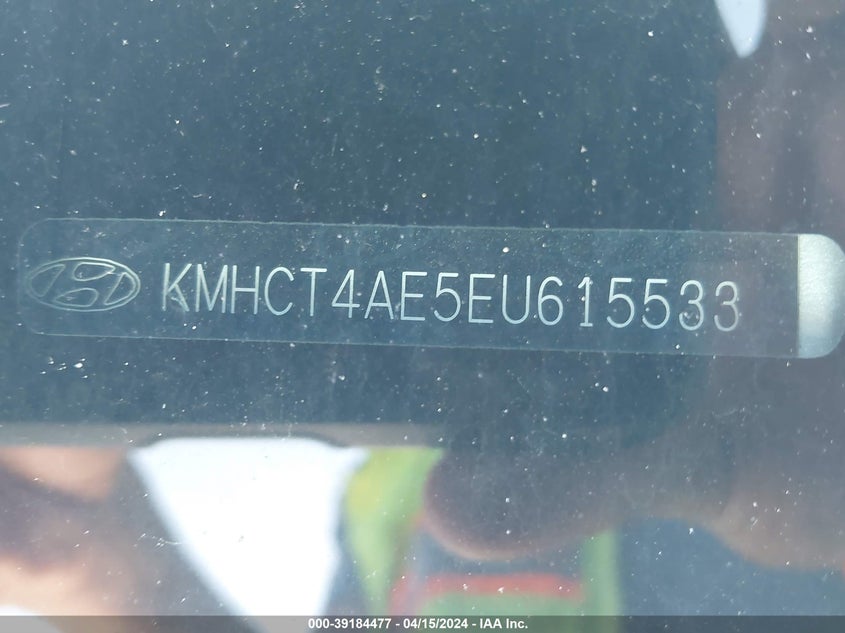 KMHCT4AE5EU615533
000-39184477 - 04/15/2024 - IAA Inc.